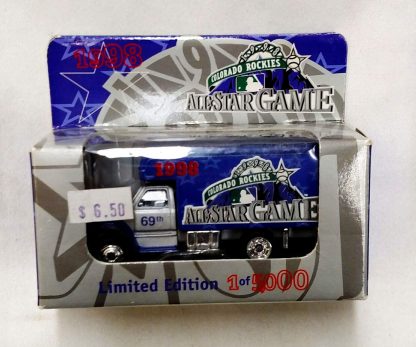 1998
COLORADO ROCKIES
ALL★STAR GAME
1998
COLORADO ROCKIES
ALL★STAR GAME
$ 6.50
69th
Limited Edition 1 of 5000